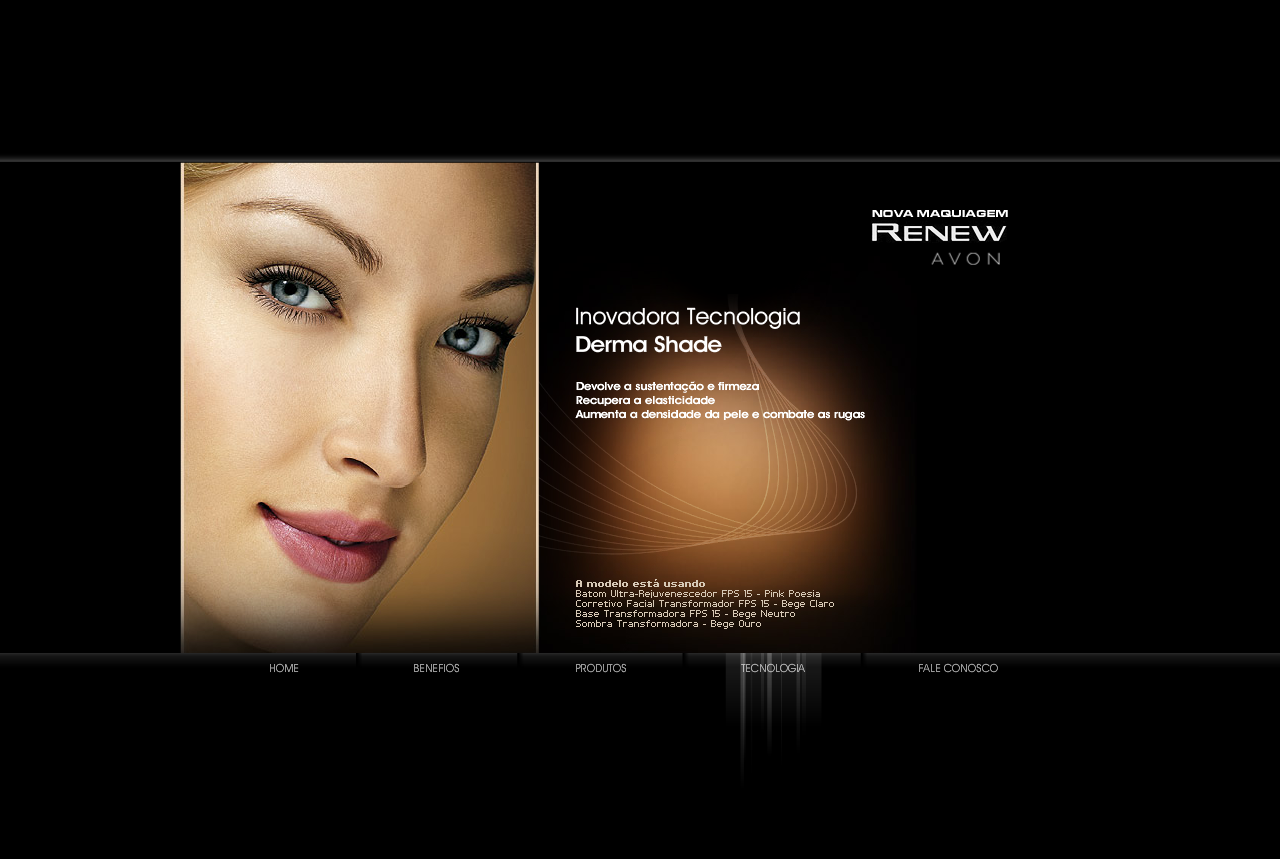 NOVA MAQUIAGEM
RENEW
AVON
Inovadora Tecnologia
Derma Shade
Devolve a sustentação e firmeza
Recupera a elasticidade
Aumenta a densidade da pele e combate as rugas
A modelo está usando
Batom Ultra-Rejuvenescedor FPS 15 - Pink Poesia
Corretivo Facial Transformador FPS 15 - Bege Claro
Base Transformadora FPS 15 - Bege Neutro
Sombra Transformadora - Bege Ouro
HOME BENEFIOS PRODUTOS TECNOLOGIA FALE CONOSCO